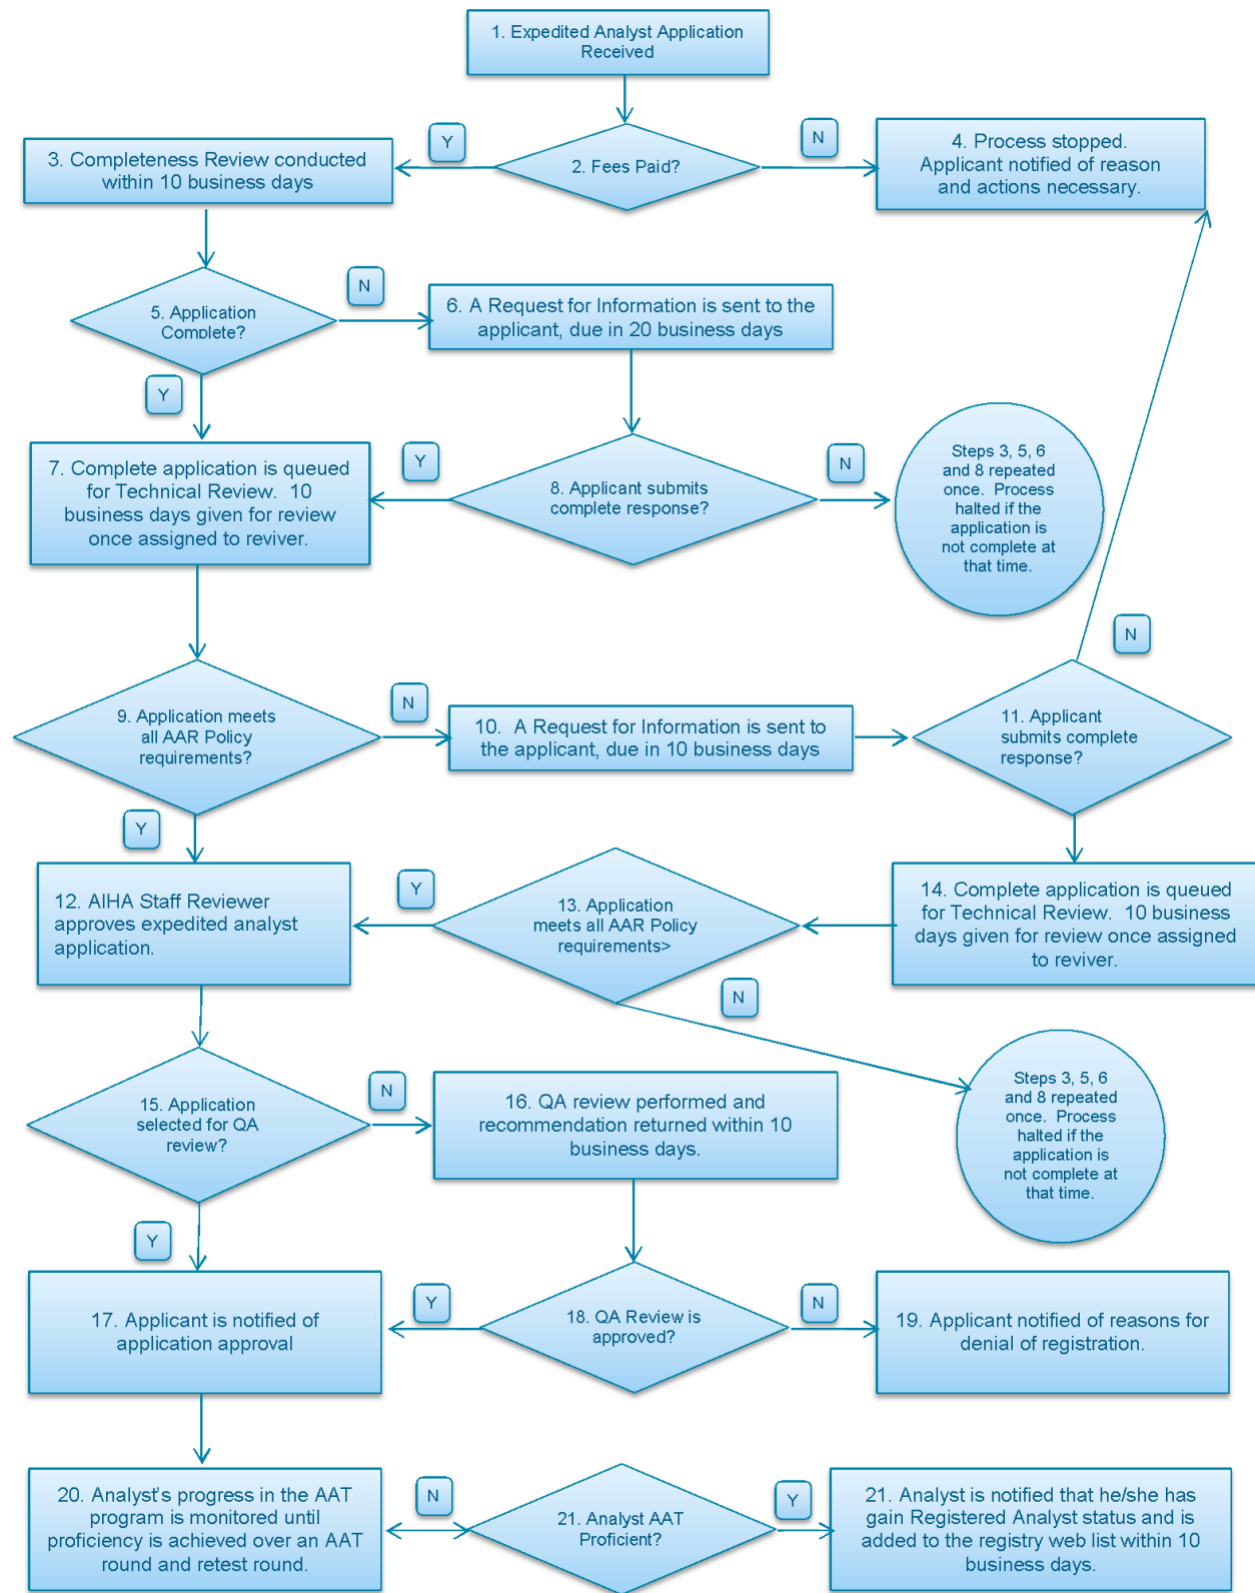 1. Expedited Analyst Application
Received
Y
N
3. Completeness Review conducted
within 10 business days
2. Fees Paid?
4. Process stopped.
Applicant notified of reason
and actions necessary.
N
5. Application
Complete?
6. A Request for Information is sent to the
applicant, due in 20 business days
Y
7. Complete application is queued
for Technical Review. 10
business days given for review
once assigned to reviver.
Y
8. Applicant submits
complete response?
N
Steps 3, 5, 6
and 8 repeated
once. Process
halted if the
application is
not complete at
that time.
N
9. Application meets
all AAR Policy
requirements?
N
10. A Request for Information is sent to
the applicant, due in 10 business days
11. Applicant
submits complete
response?
Y
12. AIHA Staff Reviewer
approves expedited analyst
application.
Y
13. Application
meets all AAR Policy
requirements>
14. Complete application is queued
for Technical Review. 10 business
days given for review once assigned
to reviver.
N
Steps 3, 5, 6
and 8 repeated
once. Process
halted if the
application is
not complete at
that time.
15. Application
selected for QA
review?
N
16. QA review performed and
recommendation returned within 10
business days.
Y
17. Applicant is notified of
application approval
Y
18. QA Review is
approved?
N
19. Applicant notified of reasons for
denial of registration.
20. Analyst's progress in the AAT
program is monitored until
proficiency is achieved over an AAT
round and retest round.
N
21. Analyst AAT
Proficient?
Y
21. Analyst is notified that he/she has
gain Registered Analyst status and is
added to the registry web list within 10
business days.